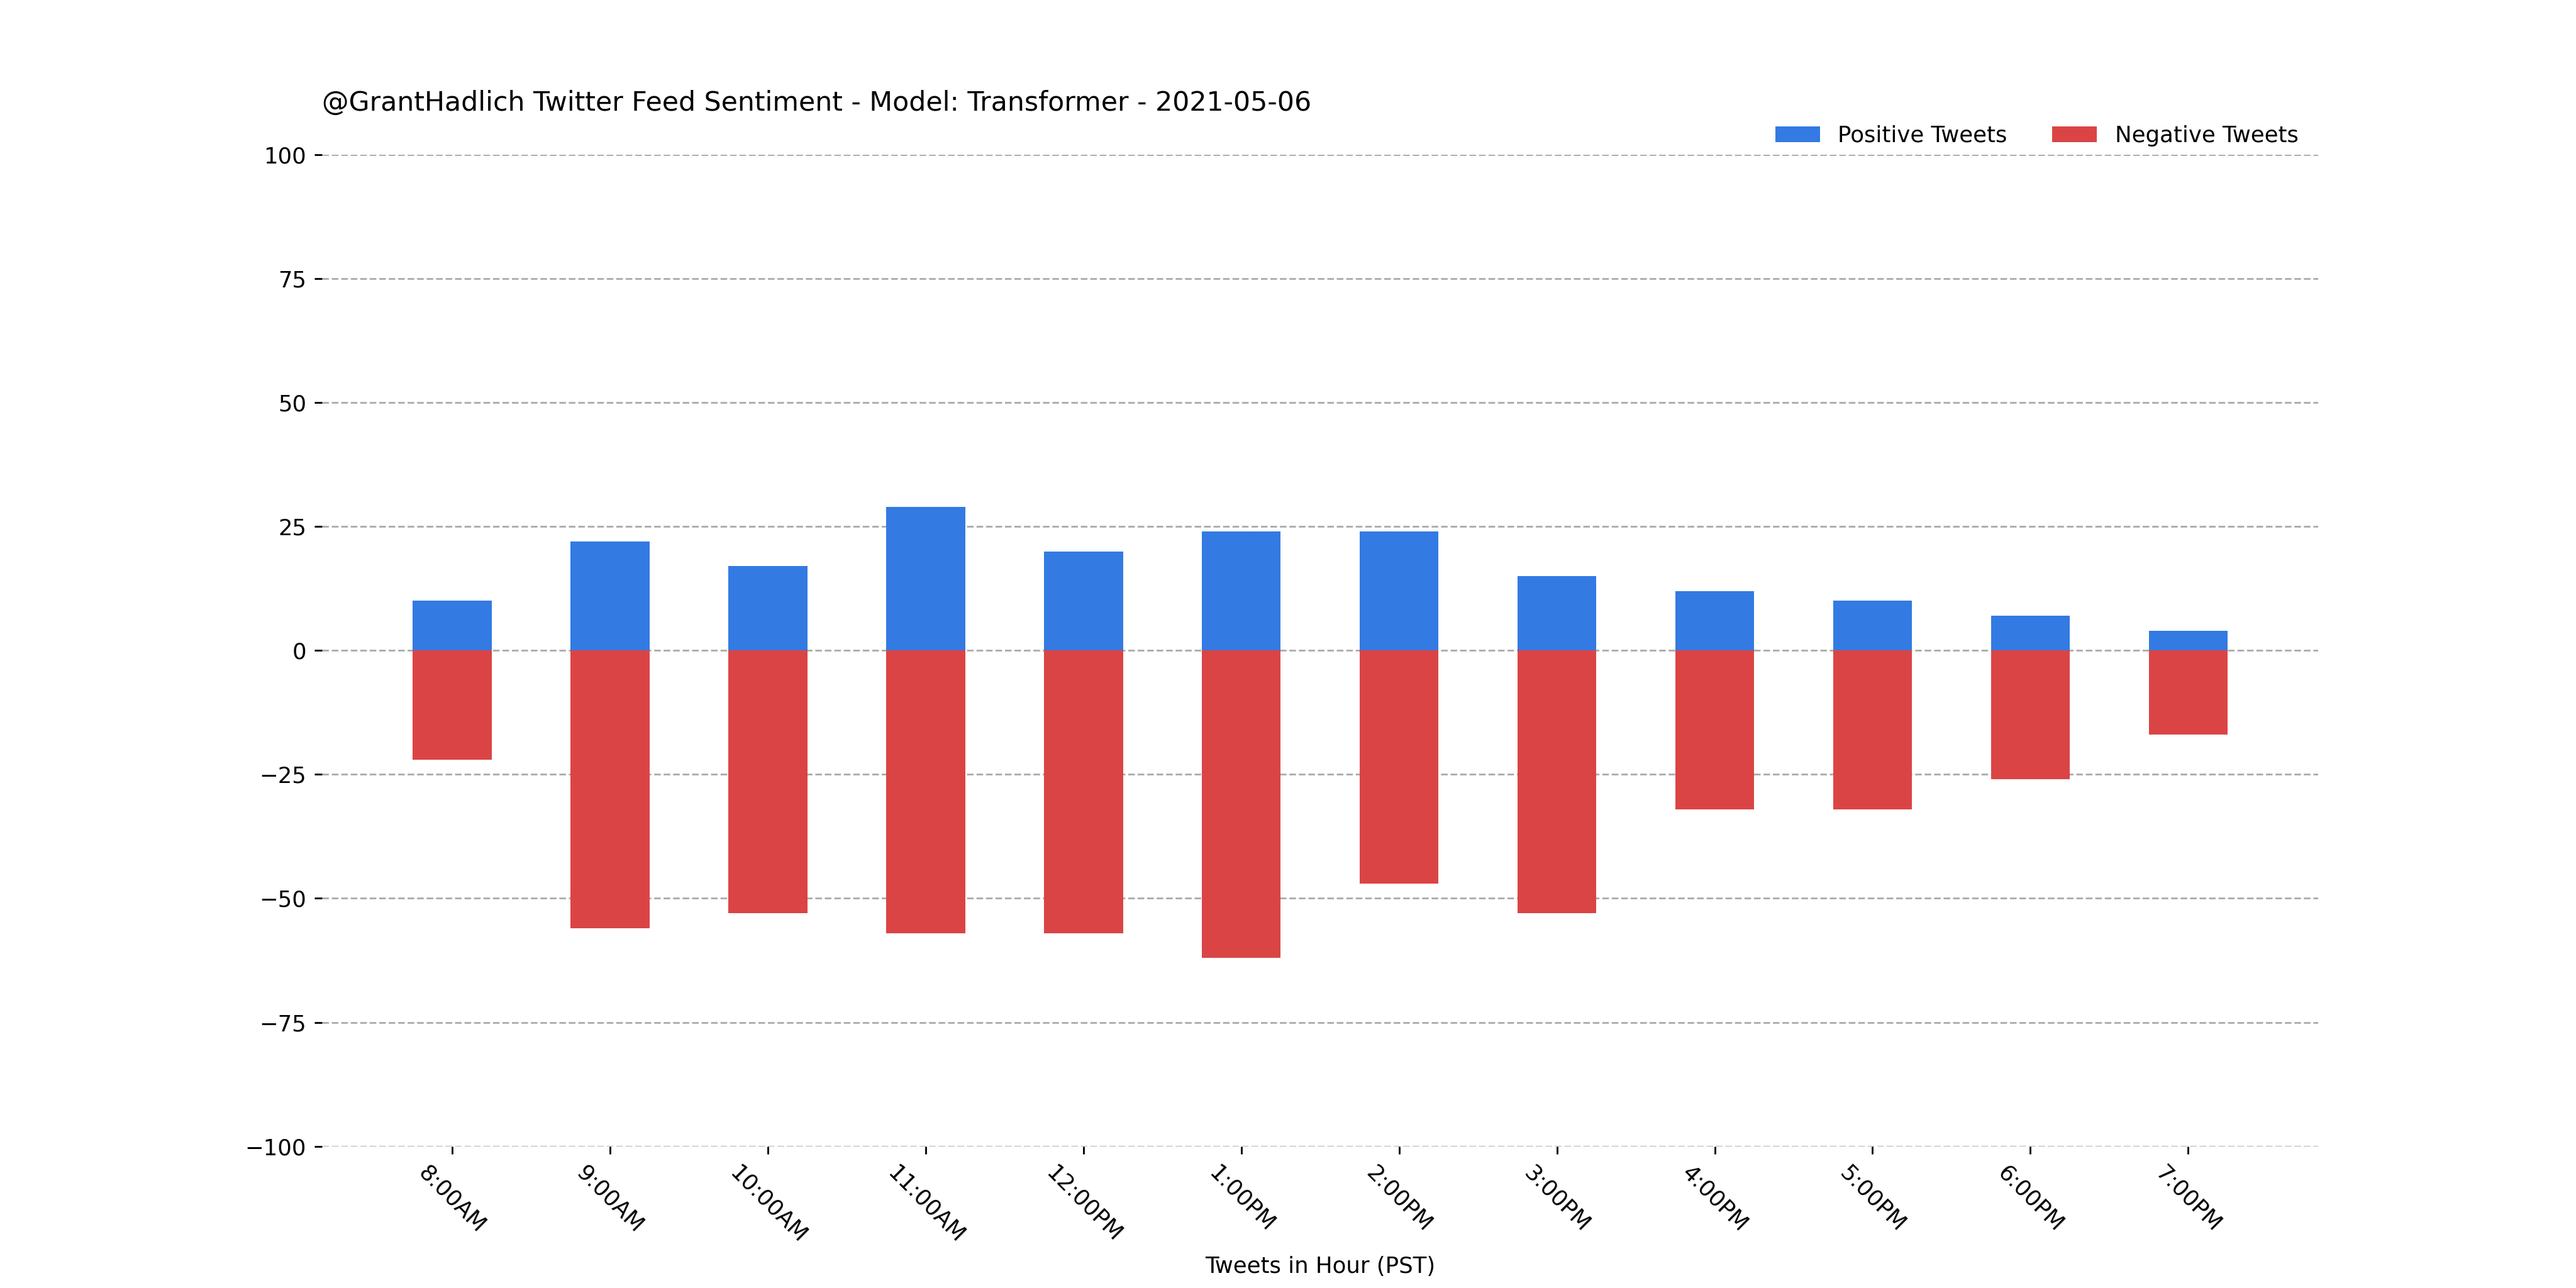 @GrantHadlich Twitter Feed Sentiment - Model: Transformer - 2021-05-06
Positive Tweets Negative Tweets
100
75
50
25
0
−25
−50
−75
−100
8:00AM 9:00AM 10:00AM 11:00AM 12:00PM 1:00PM 2:00PM 3:00PM 4:00PM 5:00PM 6:00PM 7:00PM
Tweets in Hour (PST)